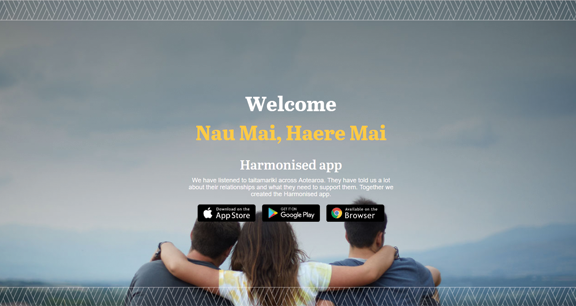 Welcome
Nau Mai, Haere Mai
Harmonised app
We have listened to taitamariki across Aotearoa. They have told us a lot
about their relationships and what they need to support them. Together we
created the Harmonised app.
Download on the
App Store
GET IT ON
Google Play
Available on the
Browser